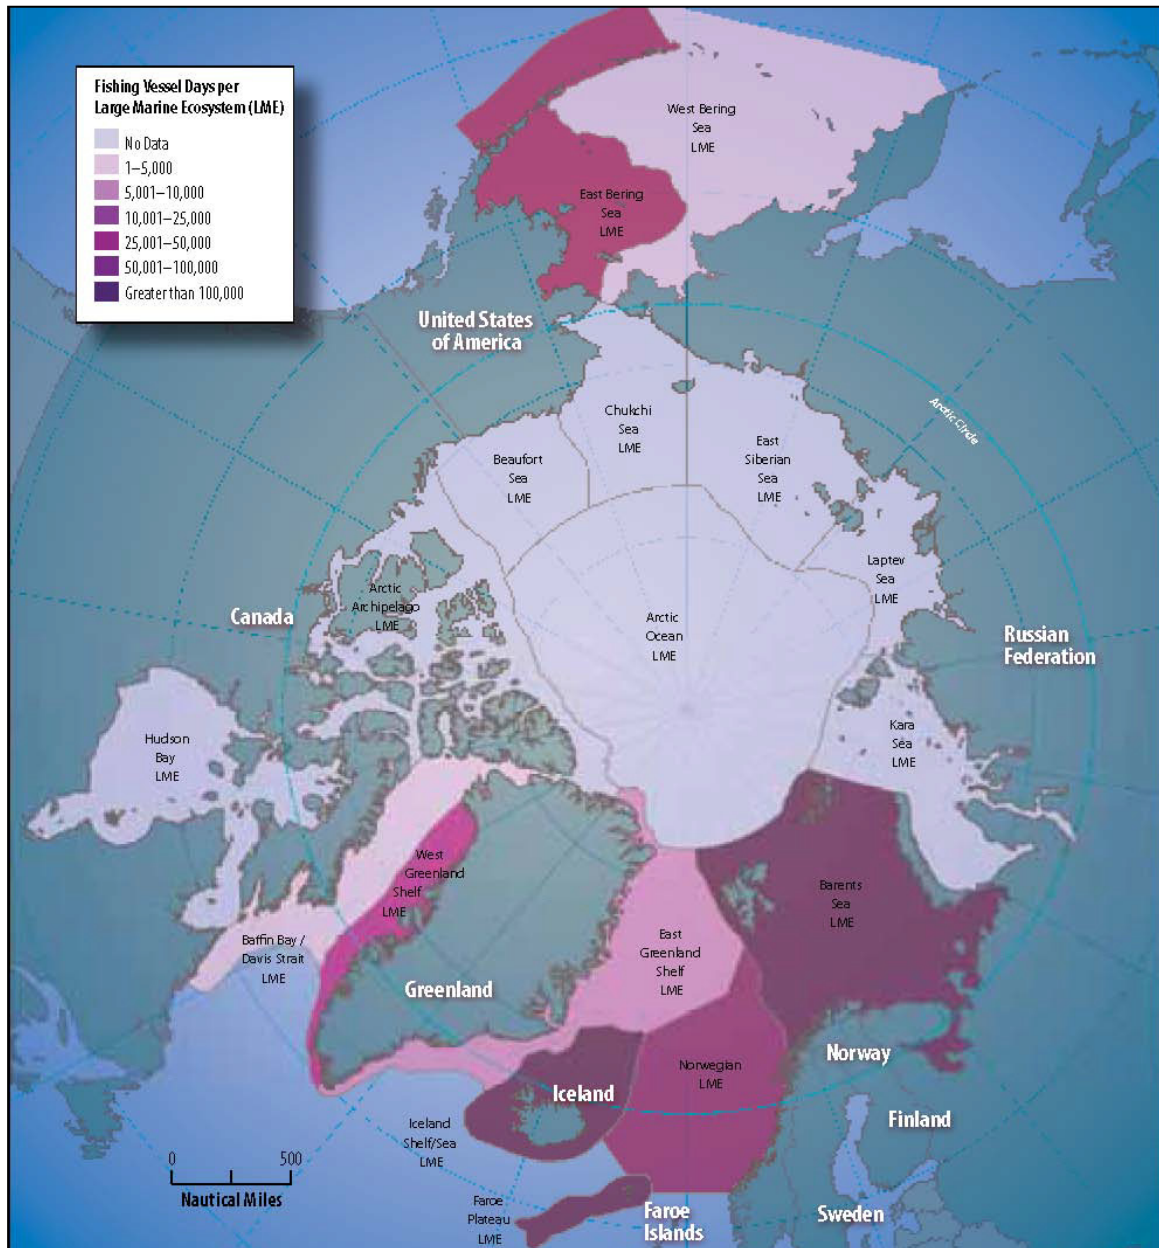 Fishing Vessel Days per
Large Marine Ecosystem (LME)
No Data
1–5,000
5,001–10,000
10,001–25,000
25,001–50,000
50,001–100,000
Greater than 100,000
West Bering
Sea
LME
East Bering
Sea
LME
United States
of America
Arctic Circle
Chukchi
Sea
LME
East
Siberian
Sea
LME
Beaufort
Sea
LME
Laptev
Sea
LME
Arctic
Archipelago
LME
Canada
Arctic
Ocean
LME
Russian
Federation
Hudson
Bay
LME
Kara
Sea
LME
West
Greenland
Shelf
LME
Barents
Sea
LME
Baffin Bay /
Davis Strait
LME
East
Greenland
Shelf
LME
Greenland
Norway
Norwegian
LME
Iceland
Finland
Iceland
Shelf/Sea
LME
0 500
Nautical Miles
Faroe
Plateau
LME
Faroe
Islands
Sweden